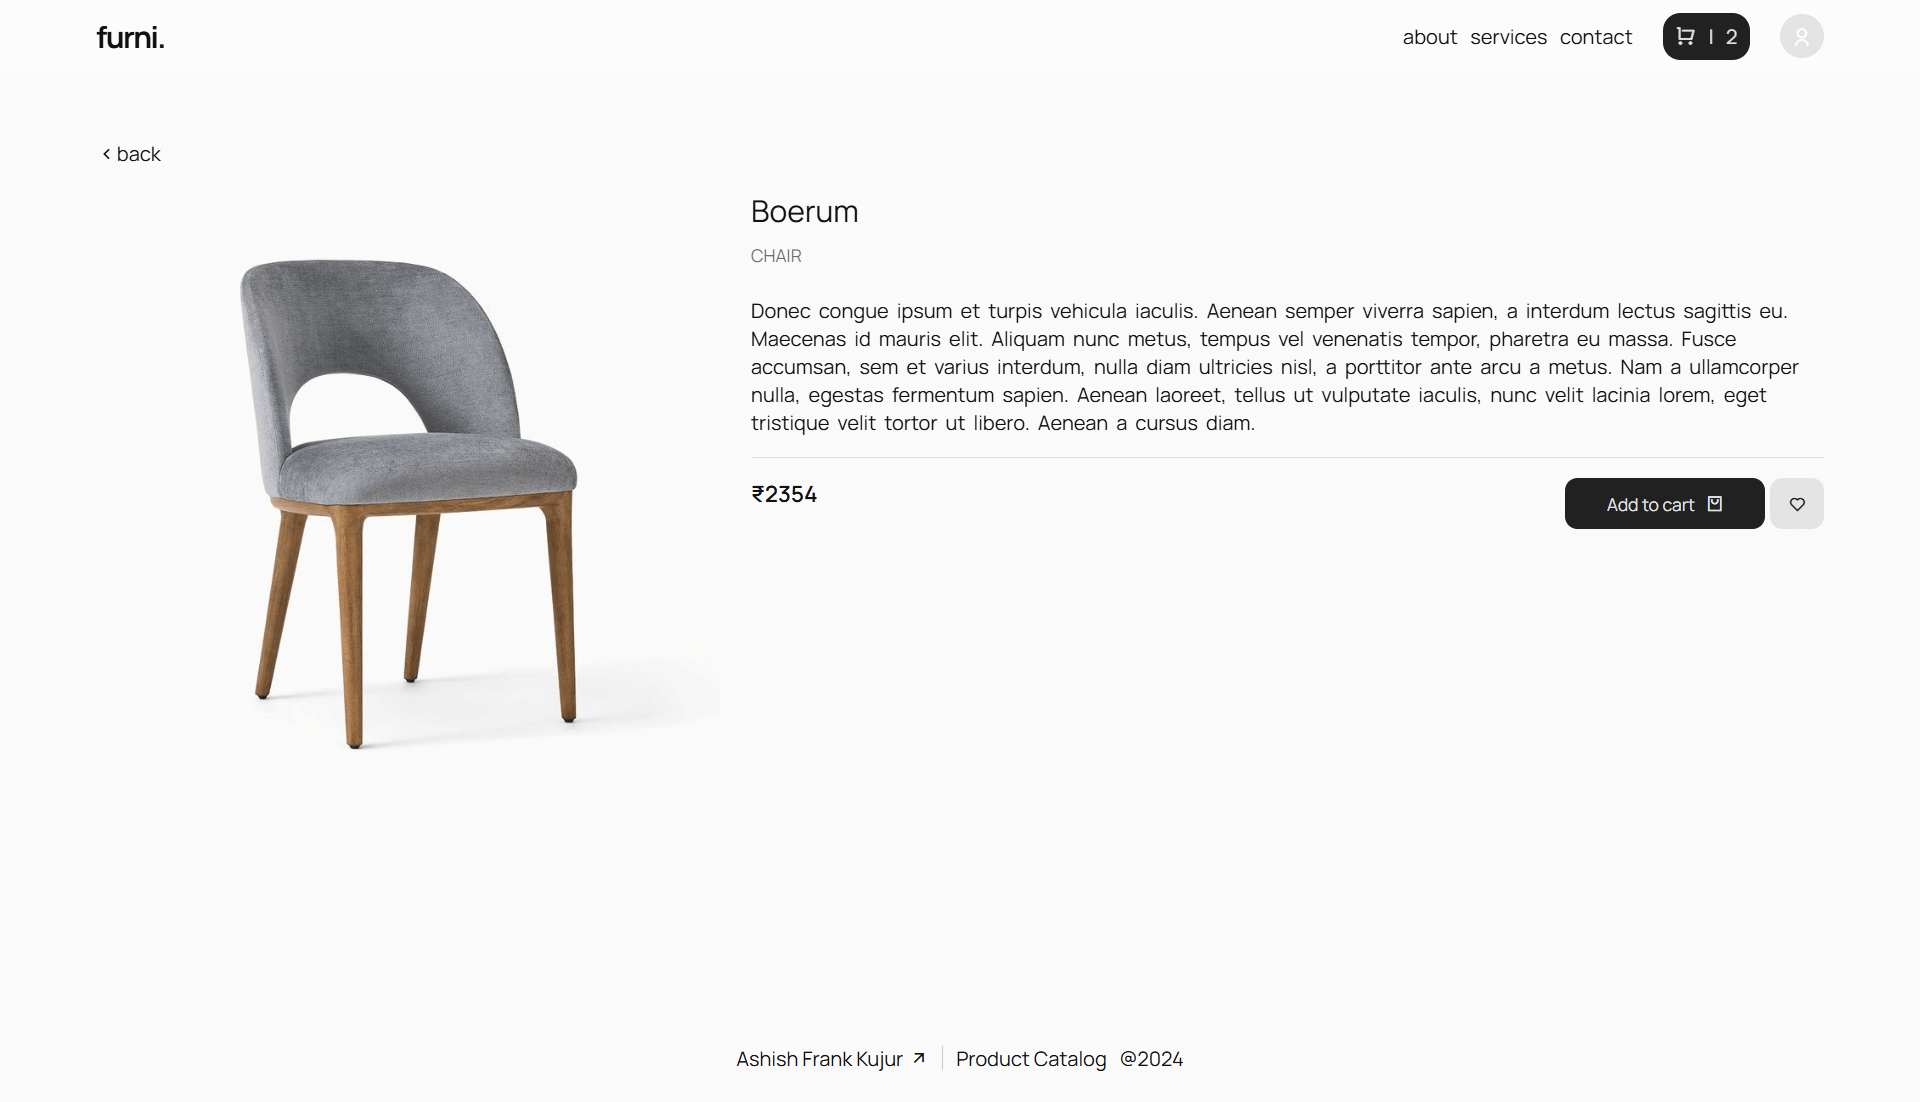 furni.
about services contact | 2
back
Boerum
CHAIR
Donec congue ipsum et turpis vehicula iaculis. Aenean semper viverra sapien, a interdum lectus sagittis eu.
Maecenas id mauris elit. Aliquam nunc metus, tempus vel venenatis tempor, pharetra eu massa. Fusce
accumsan, sem et varius interdum, nulla diam ultricies nisl, a porttitor ante arcu a metus. Nam a ullamcorper
nulla, egestas fermentum sapien. Aenean laoreet, tellus ut vulputate iaculis, nunc velit lacinia lorem, eget
tristique velit tortor ut libero. Aenean a cursus diam.
₹2354
Add to cart
Ashish Frank Kujur Product Catalog @2024